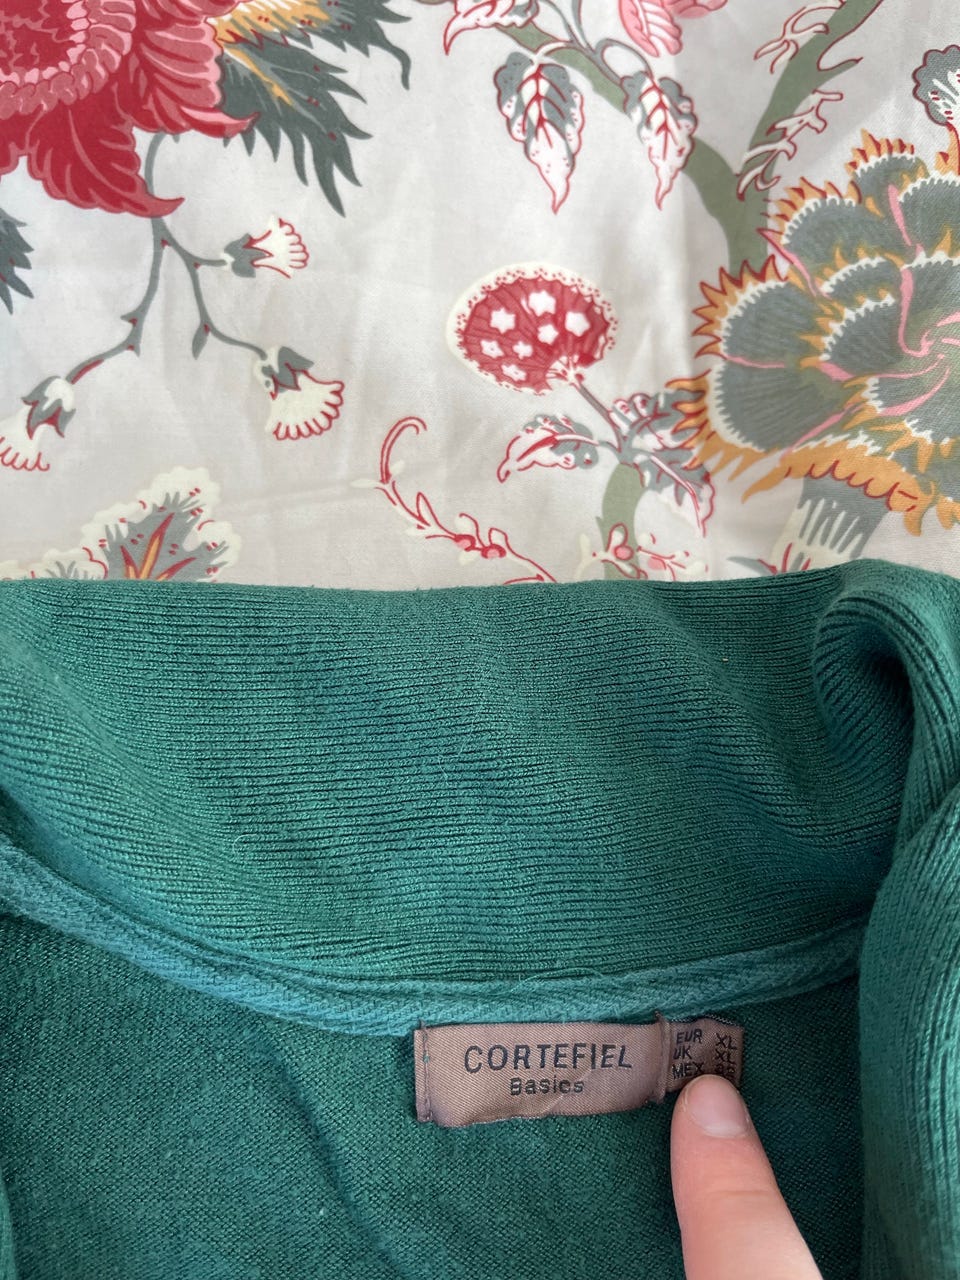 CORTEFIEL
Basics
EUR XL
UK XL
MEX